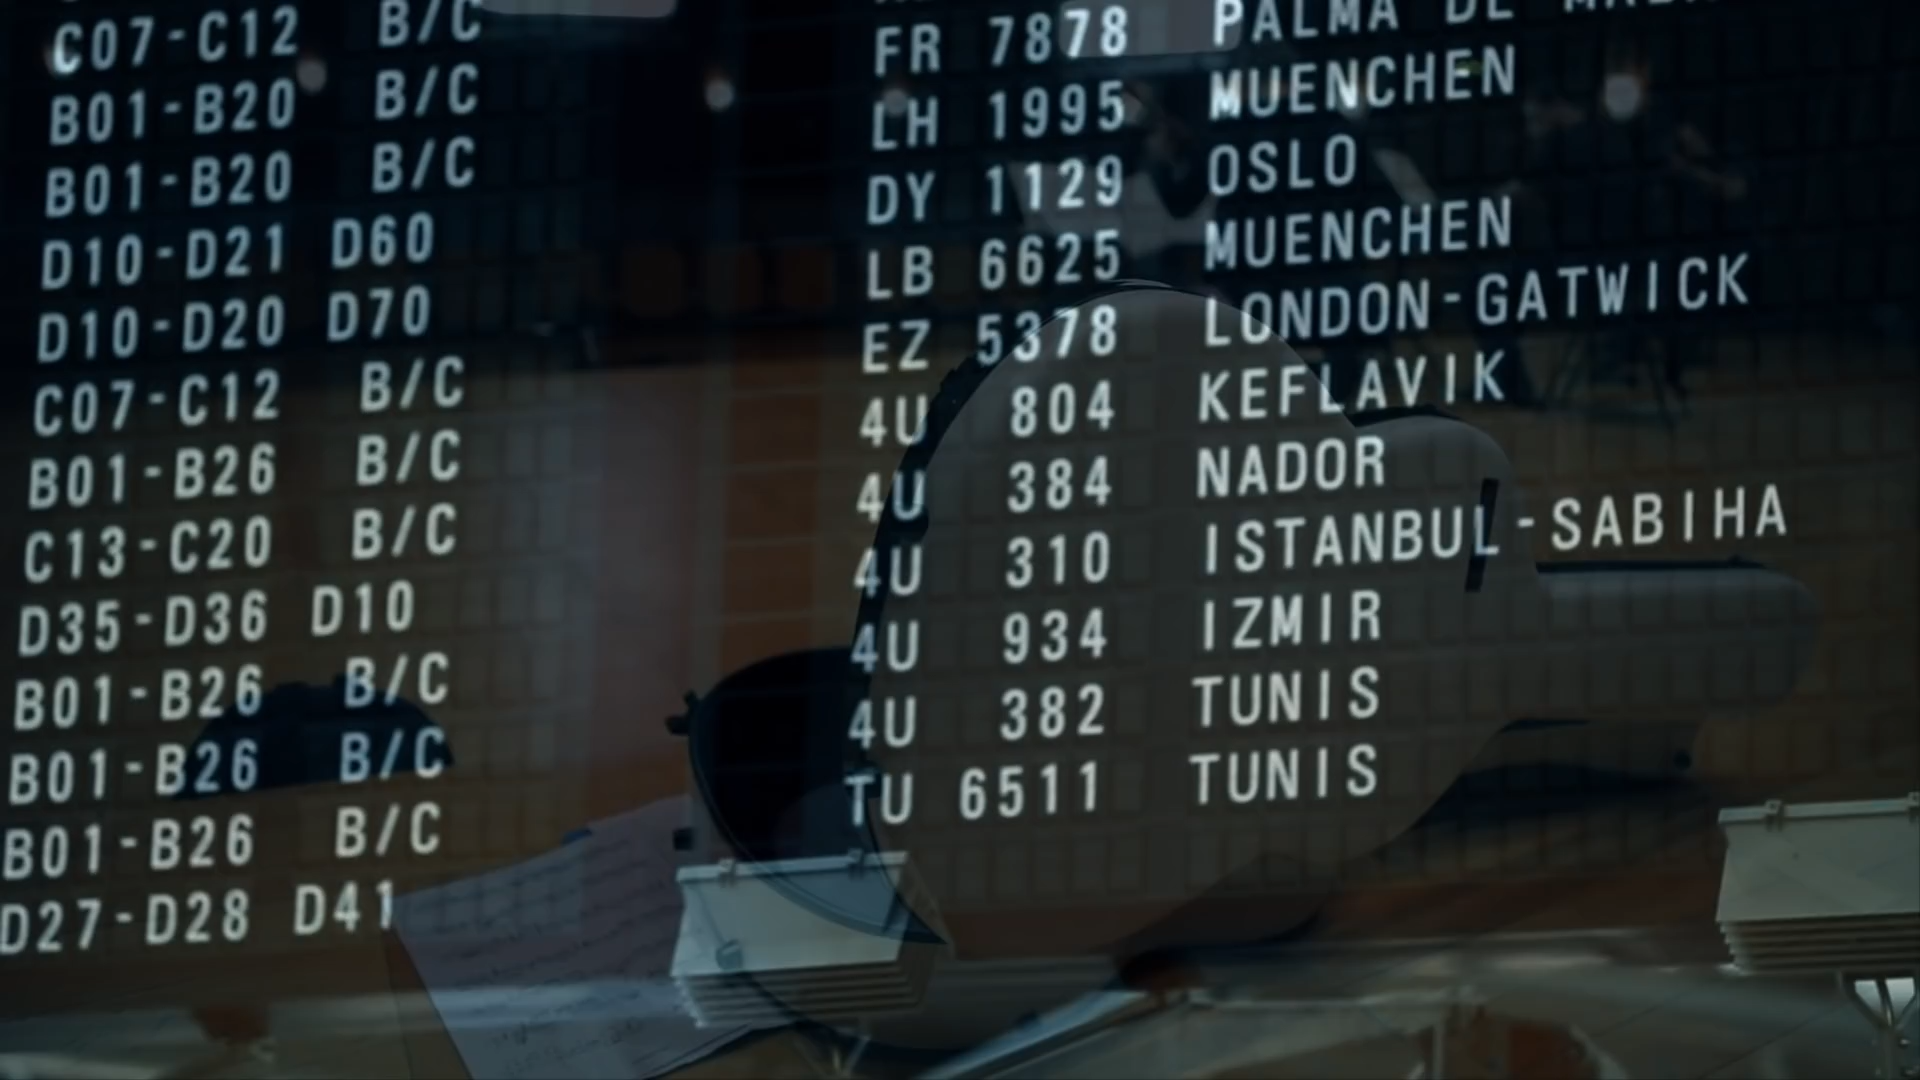 C07-C12 B/C
B01-B20 B/C
B01-B20 B/C
D10-D21 D60
D10-D20 D70
C07-C12 B/C
B01-B26 B/C
C13-C20 B/C
D35-D36 D10
B01-B26 B/C
B01-B26 B/C
B01-B26 B/C
D27-D28 D41
FR 7878 PALMA DE
LH 1995 MUENCHEN
DY 1129 OSLO
LB 6625 MUENCHEN
EZ 5378 LONDON-GATWICK
4U 804 KEFLAVIK
4U 384 NADOR
4U 310 ISTANBUL-SABIHA
4U 934 IZMIR
4U 382 TUNIS
TU 6511 TUNIS